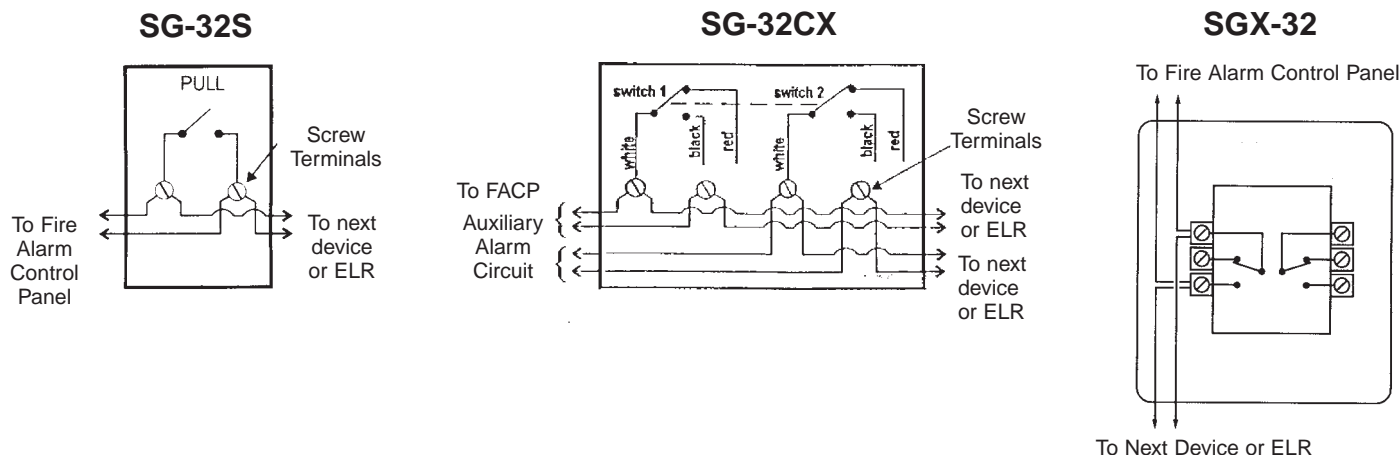 SG-32S
PULL
Screw
Terminals
To Fire
Alarm
Control
Panel
To next
device
or ELR
SG-32CX
switch 1
switch 2
white
black
red
white
black
red
Screw
Terminals
To FACP
Auxiliary
Alarm
Circuit
To next
device
or ELR
To next
device
or ELR
SGX-32
To Fire Alarm Control Panel
To Next Device or ELR